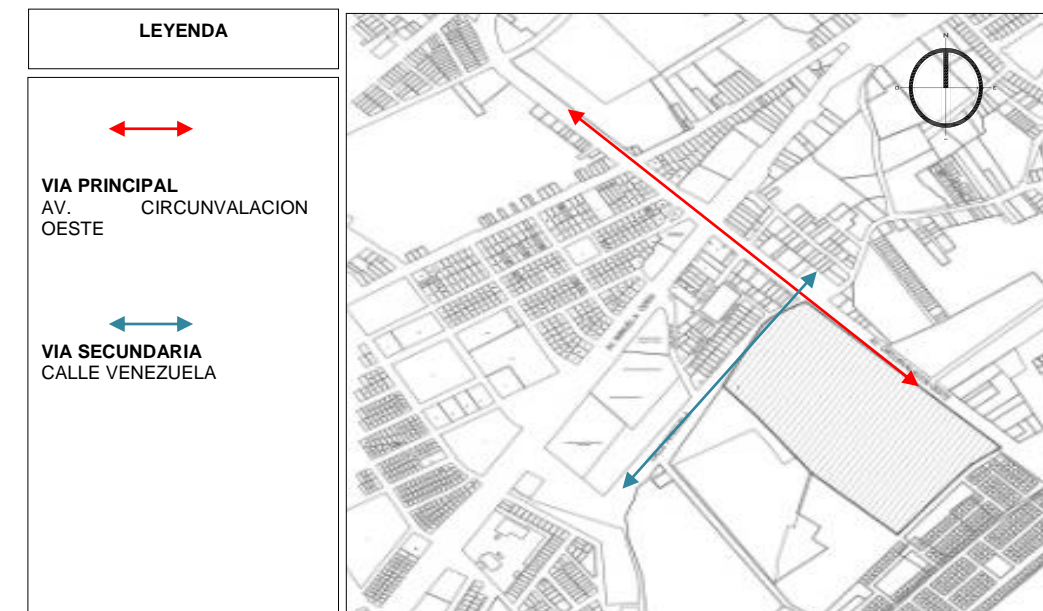 LEYENDA
VIA PRINCIPAL
AV. CIRCUNVALACION
OESTE
VIA SECUNDARIA
CALLE VENEZUELA
N